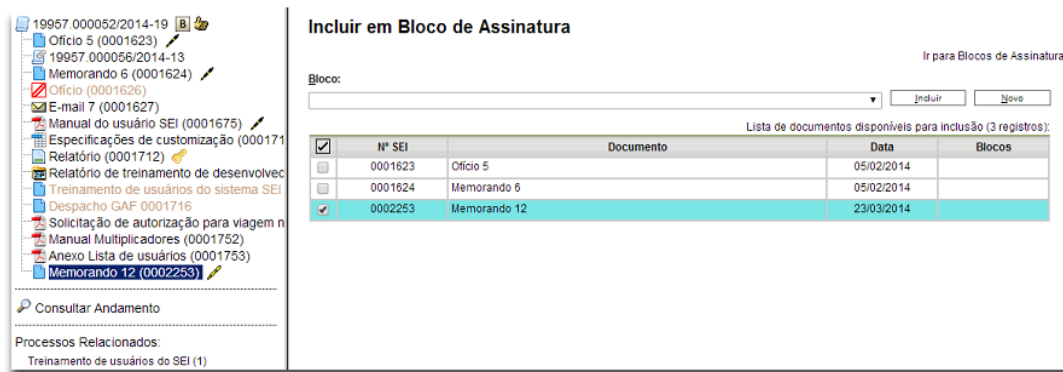 19957.000052/2014-19 B
Ofício 5 (0001623)
19957.000056/2014-13
Memorando 6 (0001624)
Ofício (0001626)
E-mail 7 (0001627)
Manual do usuário SEI (0001675)
Especificações de customização (000171
Relatório (0001712)
Relatório de treinamento de desenvolvec
Treinamento de usuários do sistema SEI
Despacho GAF 0001716
Solicitação de autorização para viagem n
Manual Multiplicadores (0001752)
Anexo Lista de usuários (0001753)
Memorando 12 (0002253)
Consultar Andamento
Processos Relacionados:
Treinamento de usuários do SEI (1)
Incluir em Bloco de Assinatura
Ir para Blocos de Assinatura
Bloco:
Incluir Novo
Lista de documentos disponíveis para inclusão (3 registros):
Nº SEI Documento Data Blocos
0001623 Ofício 5 05/02/2014
0001624 Memorando 6 05/02/2014
0002253 Memorando 12 23/03/2014